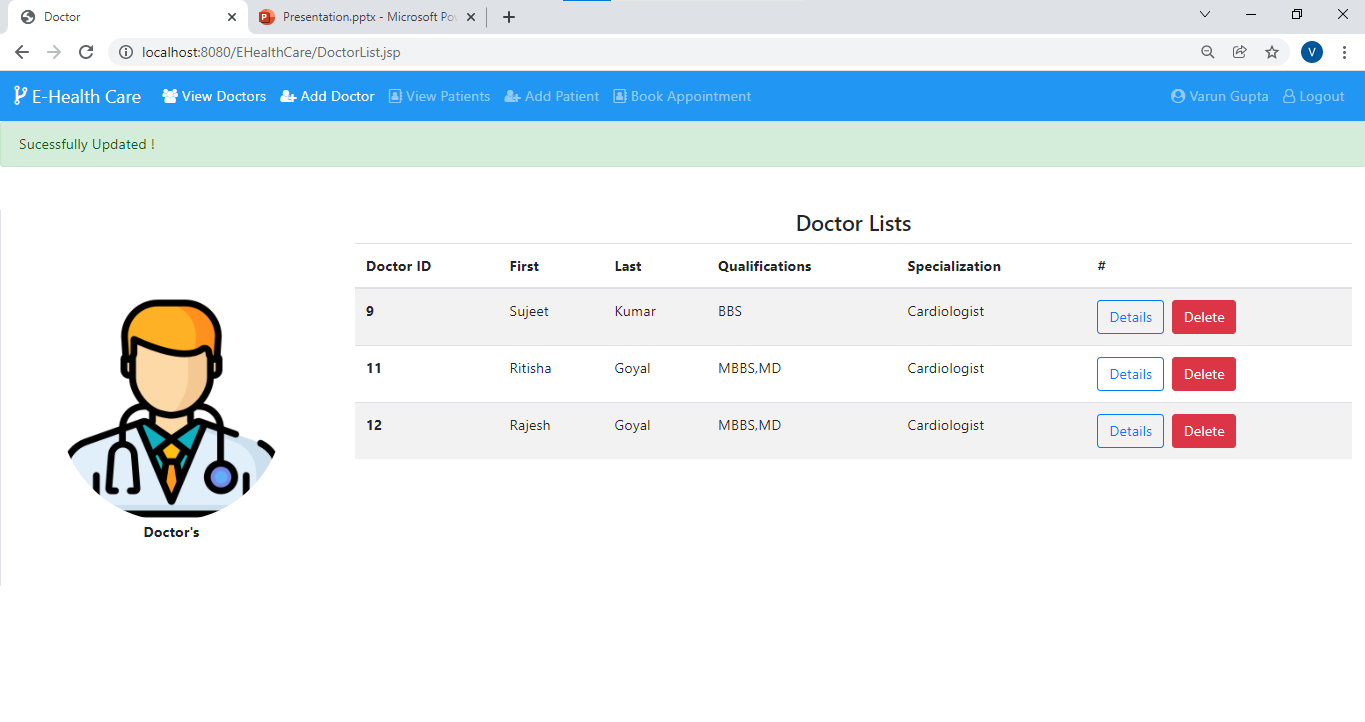 Doctor
Presentation.pptx - Microsoft Po
localhost:8080/EHealthCare/DoctorList.jsp
V
E-Health Care View Doctors Add Doctor View Patients Add Patient Book Appointment Varun Gupta Logout
Sucessfully Updated !
Doctor Lists
Doctor ID First Last Qualifications Specialization #
9 Sujeet Kumar BBS Cardiologist Details Delete
11 Ritisha Goyal MBBS,MD Cardiologist Details Delete
12 Rajesh Goyal MBBS,MD Cardiologist Details Delete
Doctor's